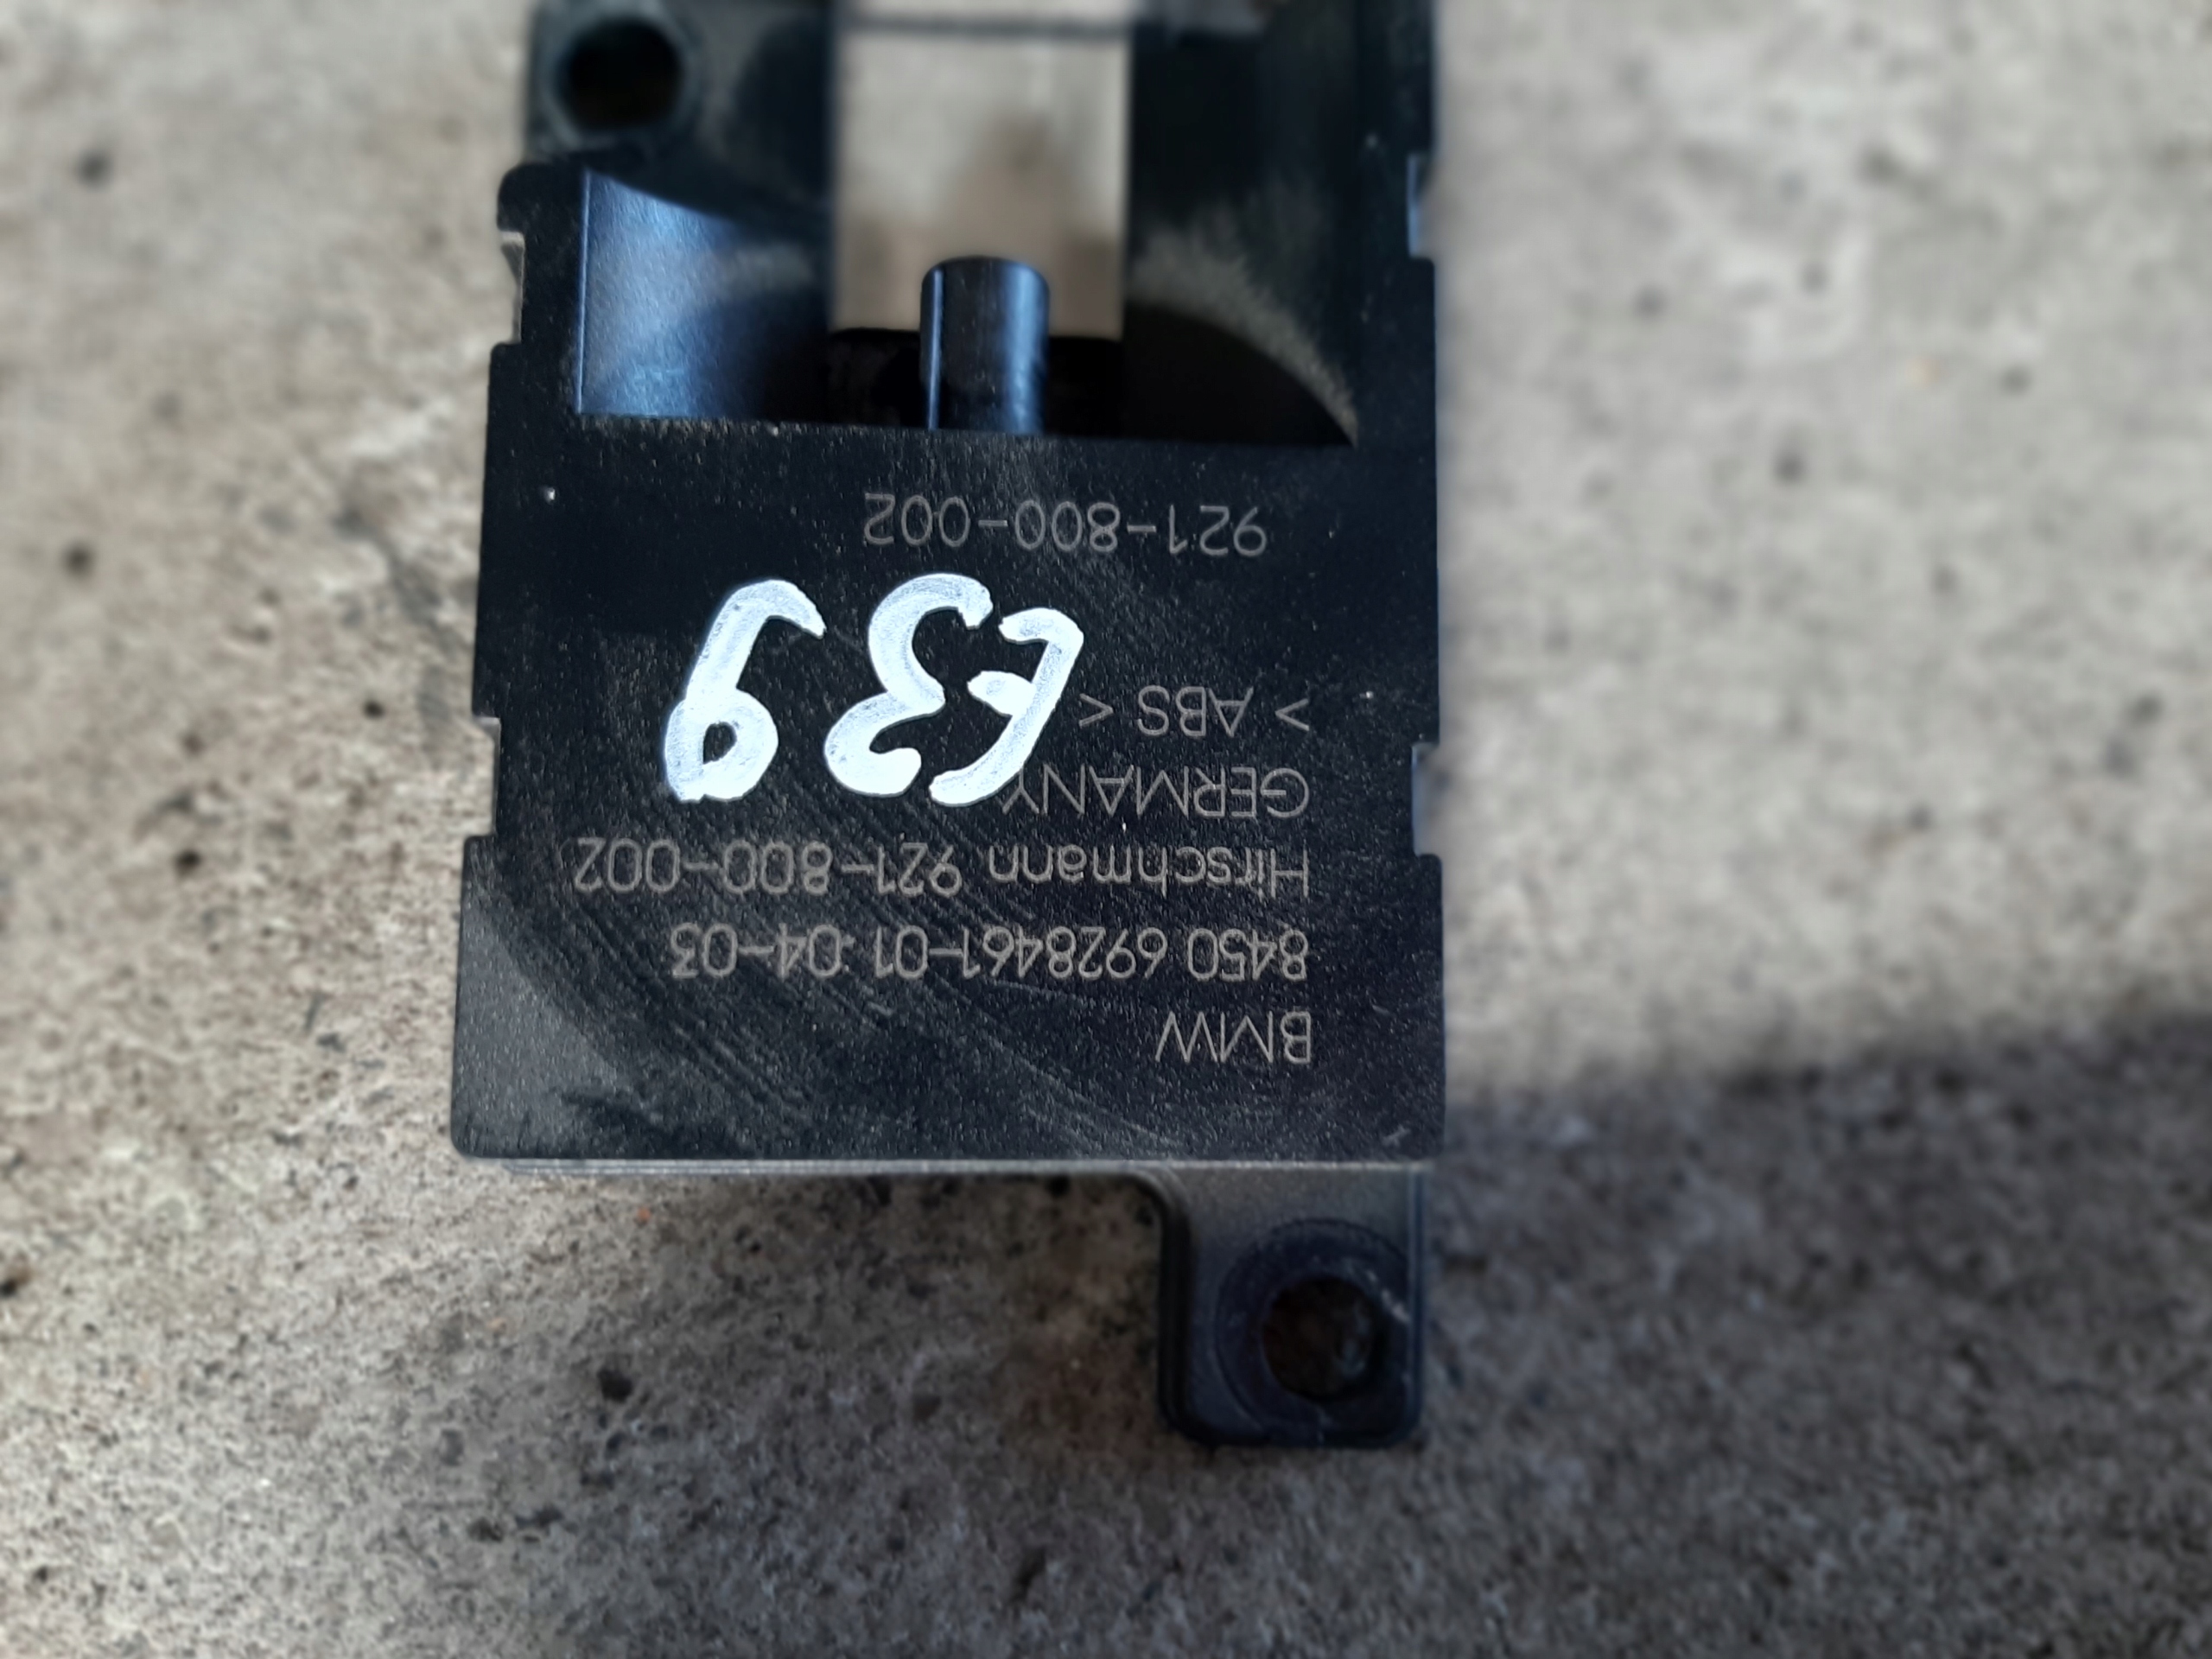 BMW
8450 6928461-01 04-03
Hirschmann 921-800-002
GERMANY
> ABS <
E39
921-800-002